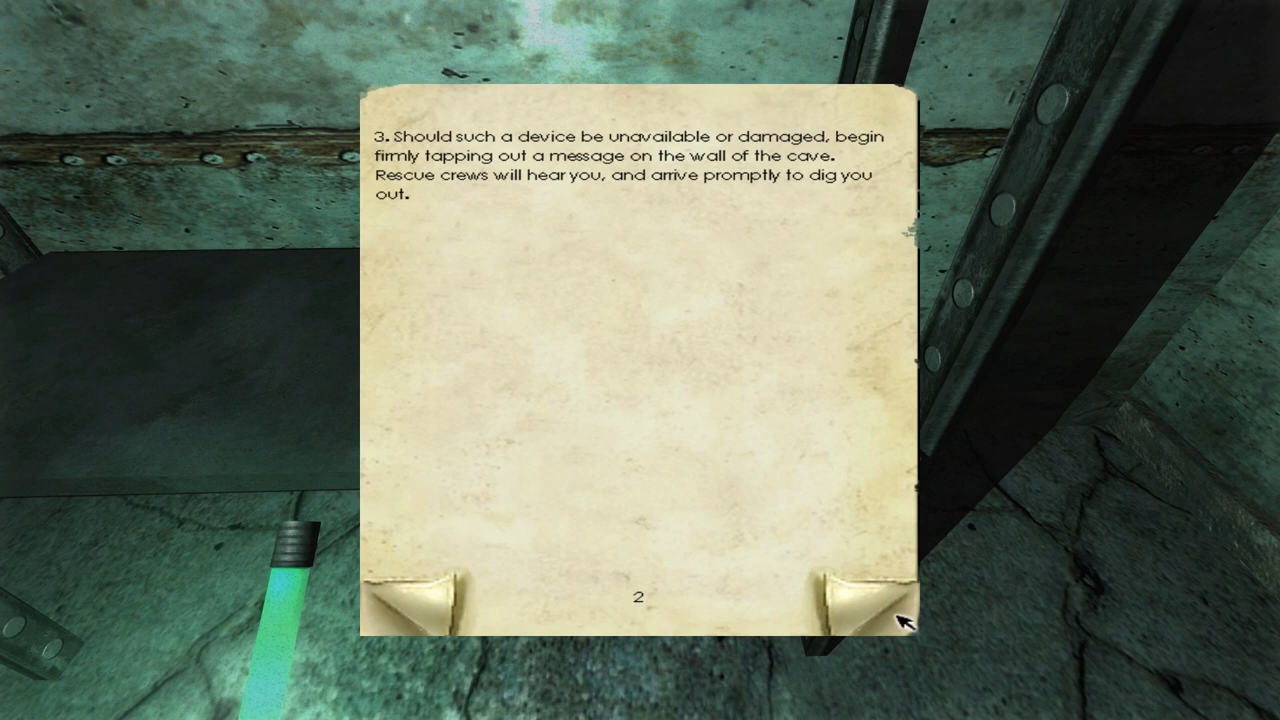 3. Should such a device be unavailable or damaged, begin
firmly tapping out a message on the wall of the cave.
Rescue crews will hear you, and arrive promptly to dig you
out.
2